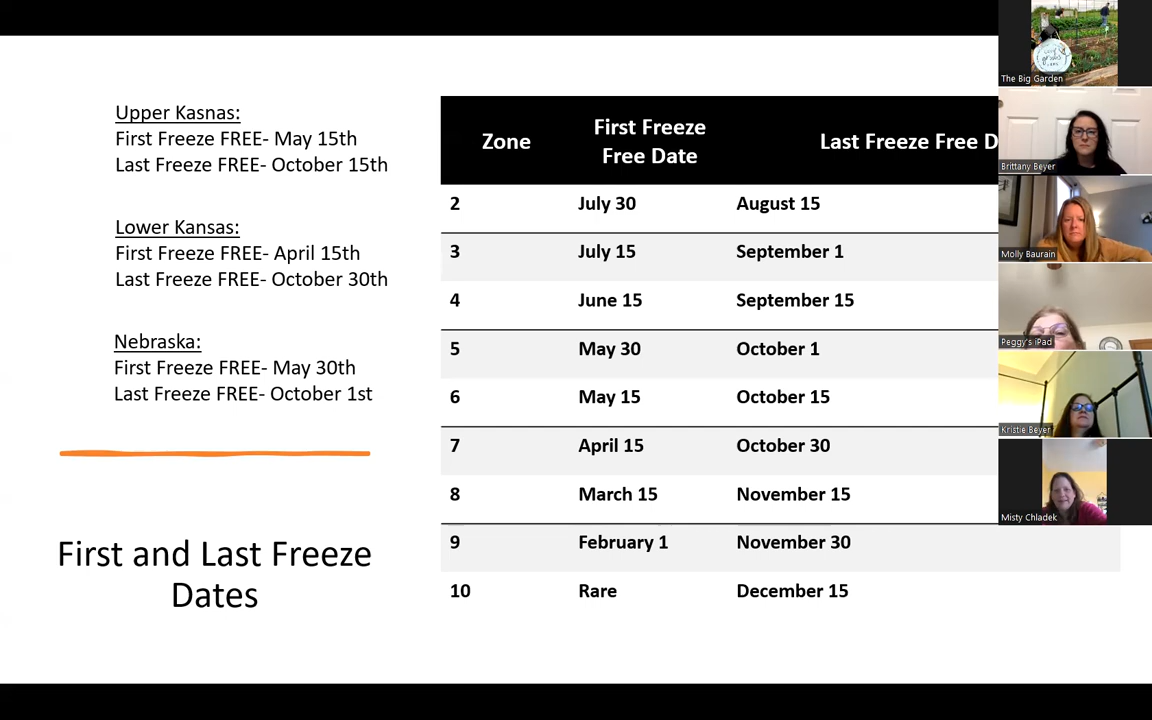 Upper Kasnas:
First Freeze FREE- May 15th
Last Freeze FREE- October 15th
Lower Kansas:
First Freeze FREE- April 15th
Last Freeze FREE- October 30th
Nebraska:
First Freeze FREE- May 30th
Last Freeze FREE- October 1st
First and Last Freeze
Dates
Zone First Freeze Free Date Last Freeze Free D
2 July 30 August 15
3 July 15 September 1
4 June 15 September 15
5 May 30 October 1
6 May 15 October 15
7 April 15 October 30
8 March 15 November 15
9 February 1 November 30
10 Rare December 15
The Big Garden
Brittany Beyer
Molly Baurain
Peggy's iPad
Kristie Beyer
Misty Chladek